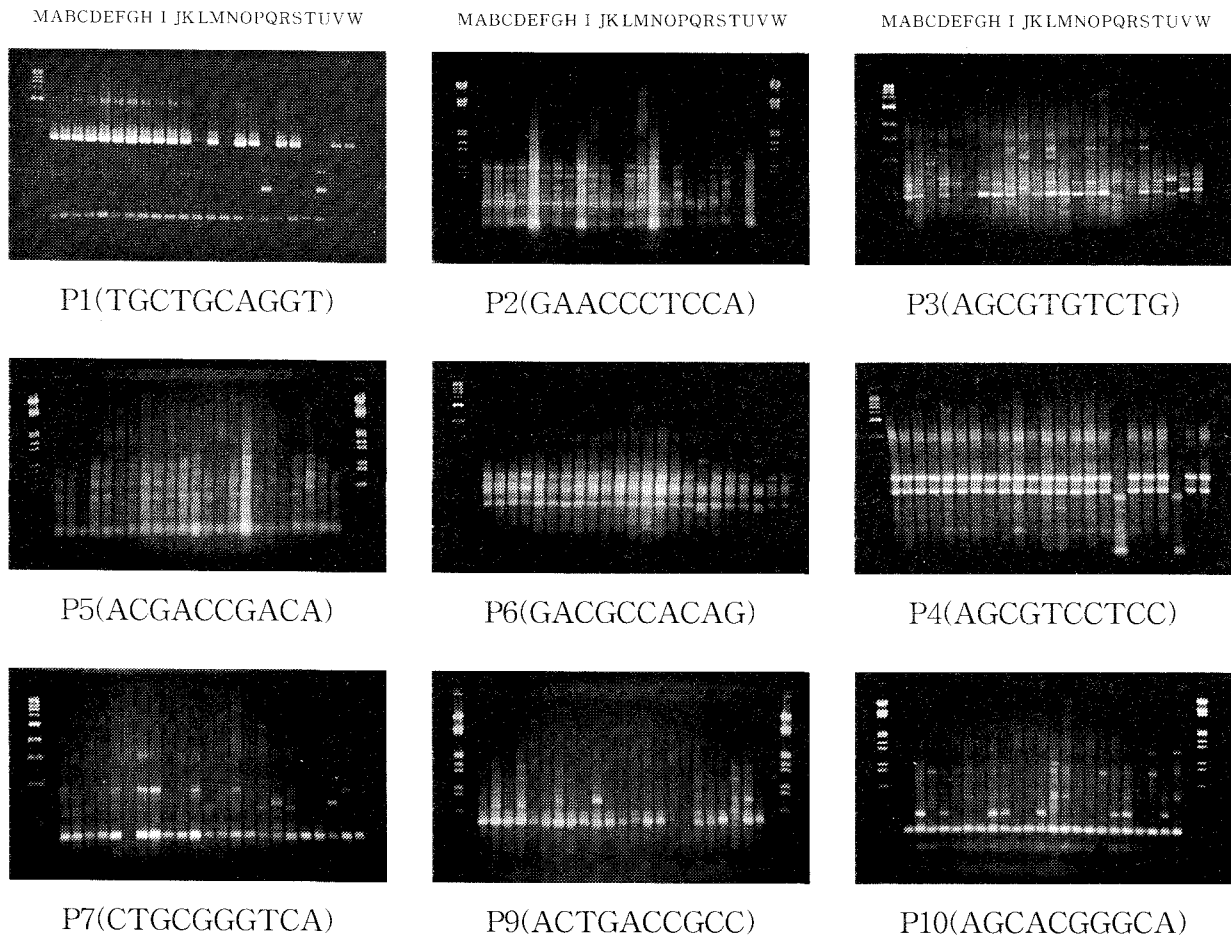 MABCDEFGH I JKLMNOPQRSTUVW
MABCDEFGH I JKLMNOPQRSTUVW
MABCDEFGH I JKLMNOPQRSTUVW
P1(TGCTGCAGGT)
P2(GAACCCTCCA)
P3(AGCGTGTCTG)
P5(ACGACCGACA)
P6(GACGCCACAG)
P4(AGCGTCCTCC)
P7(CTGCGGGTCA)
P9(ACTGACCGCC)
P10(AGCACGGGCA)